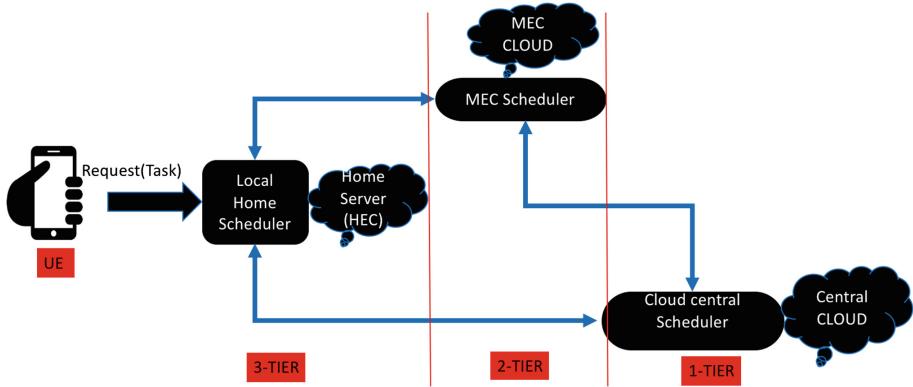 MEC
CLOUD
MEC Scheduler
Request(Task)
Local
Home
Scheduler
Home
Server
(HEC)
UE
Cloud central
Scheduler
Central
CLOUD
3-TIER
2-TIER
1-TIER